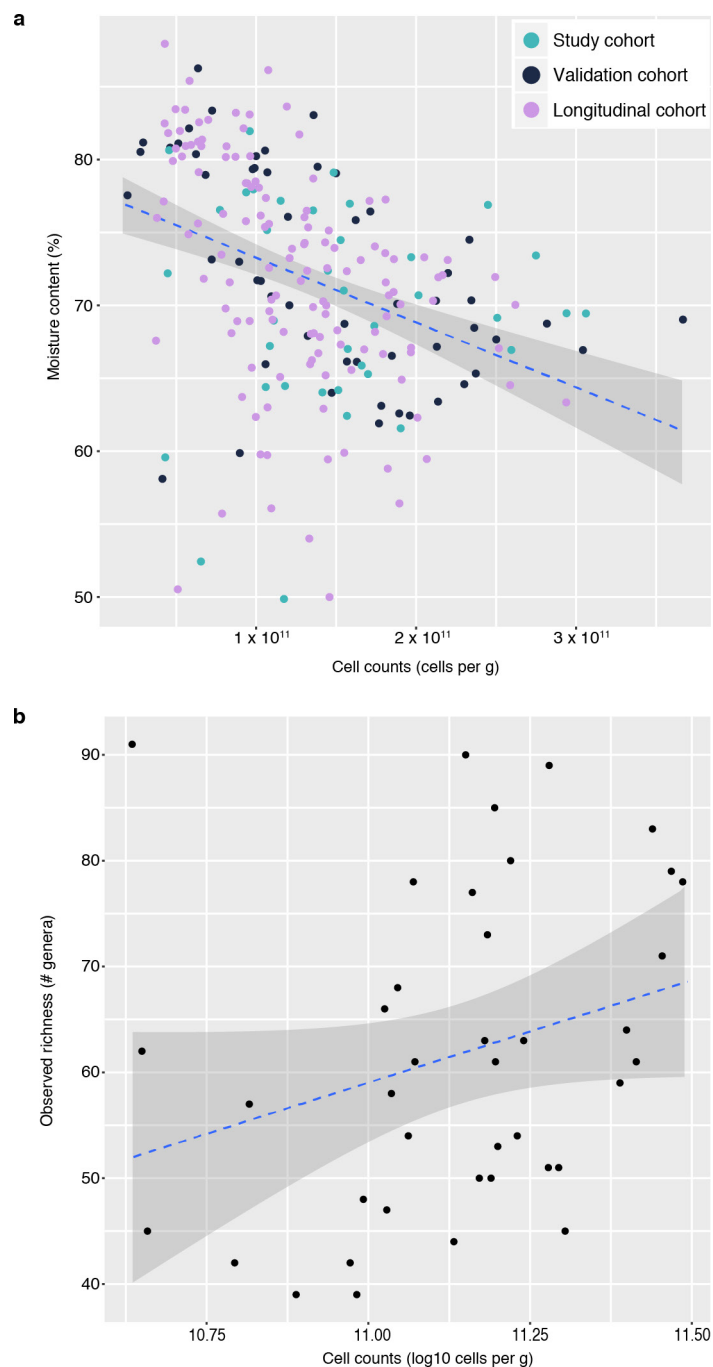 a
Study cohort
Validation cohort
Longitudinal cohort
80
70
60
50
Moisture content (%)
1 x 10¹¹ 2 x 10¹¹ 3 x 10¹¹
Cell counts (cells per g)
b
90
80
70
60
50
40
Observed richness (# genera)
10.75 11.00 11.25 11.50
Cell counts (log10 cells per g)